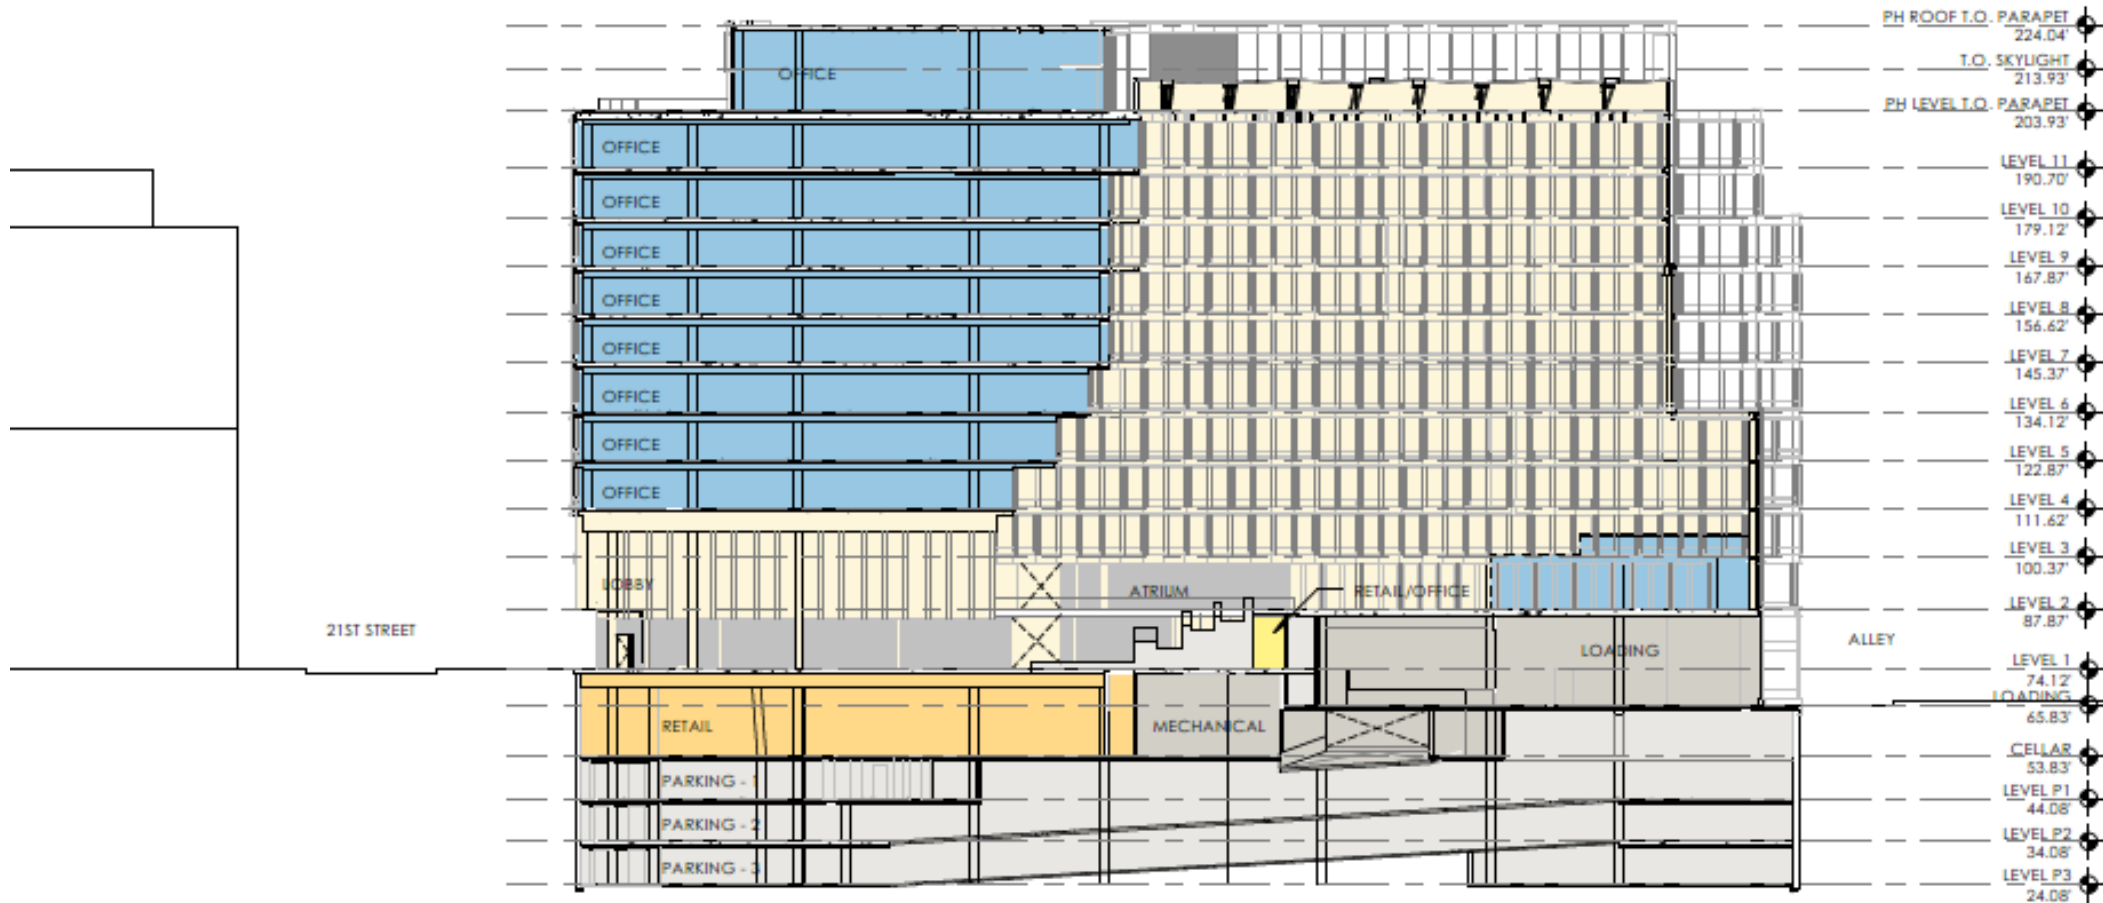 PH ROOF T.O. PARAPET
224.04'
T.O. SKYLIGHT
213.93'
OFFICE
PH LEVEL T.O. PARAPET
203.93'
OFFICE
LEVEL 11
190.70'
OFFICE
LEVEL 10
179.12'
OFFICE
LEVEL 9
167.87'
OFFICE
LEVEL 8
156.62'
OFFICE
LEVEL 7
145.37'
OFFICE
LEVEL 6
134.12'
OFFICE
LEVEL 5
122.87'
OFFICE
LEVEL 4
111.62'
LEVEL 3
100.37'
LOBBY
ATRIUM
RETAIL/OFFICE
LEVEL 2
87.87'
21ST STREET
LOADING
ALLEY
LEVEL 1
74.12'
LOADING
65.83'
RETAIL
MECHANICAL
CELLAR
53.83'
PARKING - 1
LEVEL P1
44.08'
PARKING - 2
LEVEL P2
34.08'
PARKING - 3
LEVEL P3
24.08'